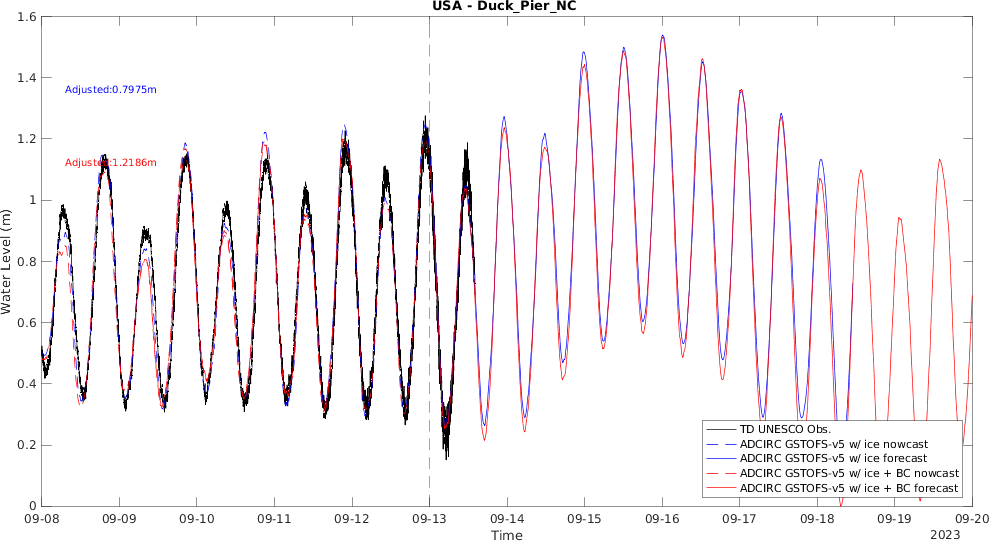 USA - Duck_Pier_NC
1.6
1.4
1.2
1
0.8
0.6
0.4
0.2
0
Water Level (m)
Adjusted:0.7975m
Adjusted:1.2186m
TD UNESCO Obs.
ADCIRC GSTOFS-v5 w/ ice nowcast
ADCIRC GSTOFS-v5 w/ ice forecast
ADCIRC GSTOFS-v5 w/ ice + BC nowcast
ADCIRC GSTOFS-v5 w/ ice + BC forecast
09-08 09-09 09-10 09-11 09-12 09-13 09-14 09-15 09-16 09-17 09-18 09-19 09-20
Time
2023